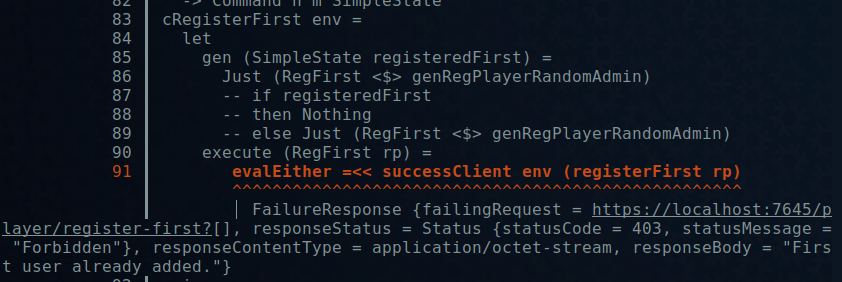 82 -> Command n m SimpleState
83 cRegisterFirst env =
84 let
85 gen (SimpleState registeredFirst) =
86 Just (RegFirst <$> genRegPlayerRandomAdmin)
87 -- if registeredFirst
88 -- then Nothing
89 -- else Just (RegFirst <$> genRegPlayerRandomAdmin)
90 execute (RegFirst rp) =
91 evalEither =<< successClient env (registerFirst rp)
^^^^^^^^^^^^^^^^^^^^^^^^^^^^^^^^^^^^^^^^^^^^^^^^^^^
│ FailureResponse {failingRequest = https://localhost:7645/p
layer/register-first?[], responseStatus = Status {statusCode = 403, statusMessage =
"Forbidden"}, responseContentType = application/octet-stream, responseBody = "Firs
t user already added."}